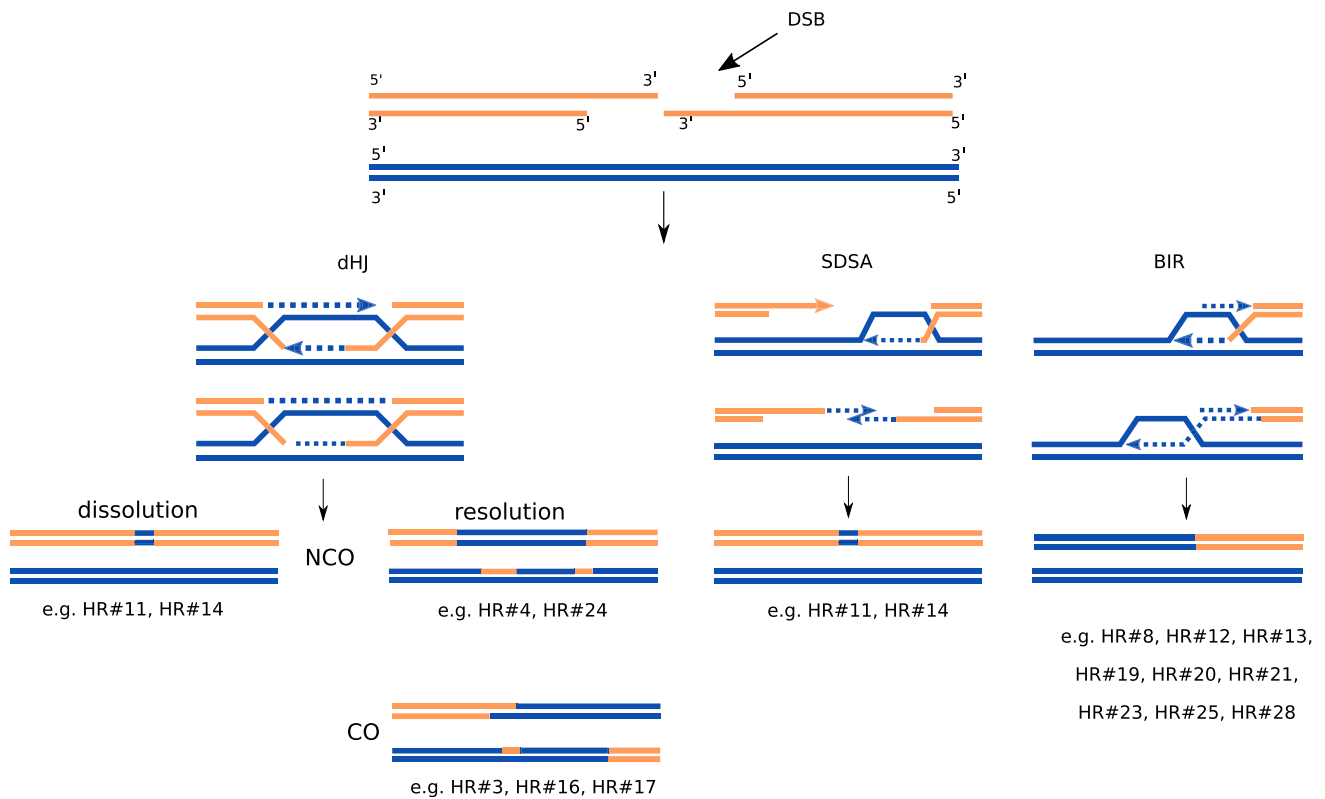 DSB
5' 3' 5' 3'
3' 5' 3' 5'
5' 3'
3' 5'
dHJ SDSA BIR
dissolution resolution
NCO
e.g. HR#11, HR#14 e.g. HR#4, HR#24 e.g. HR#11, HR#14
e.g. HR#8, HR#12, HR#13,
HR#19, HR#20, HR#21,
HR#23, HR#25, HR#28
CO
e.g. HR#3, HR#16, HR#17